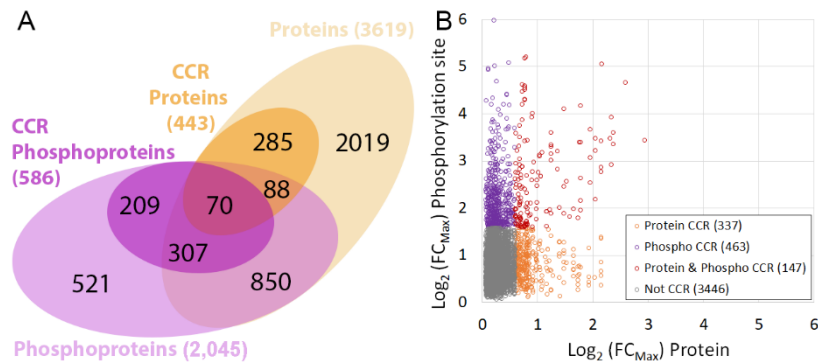 A
Proteins (3619)
CCR
Proteins
(443)
CCR
Phosphoproteins
(586)
285
2019
88
209
70
307
521
850
Phosphoproteins (2,045)
B
Log2 (FCMax) Phosphorylation site
6
5
4
3
2
1
0
Protein CCR (337)
Phospho CCR (463)
Protein & Phospho CCR (147)
Not CCR (3446)
0 1 2 3 4 5 6
Log2 (FCMax) Protein